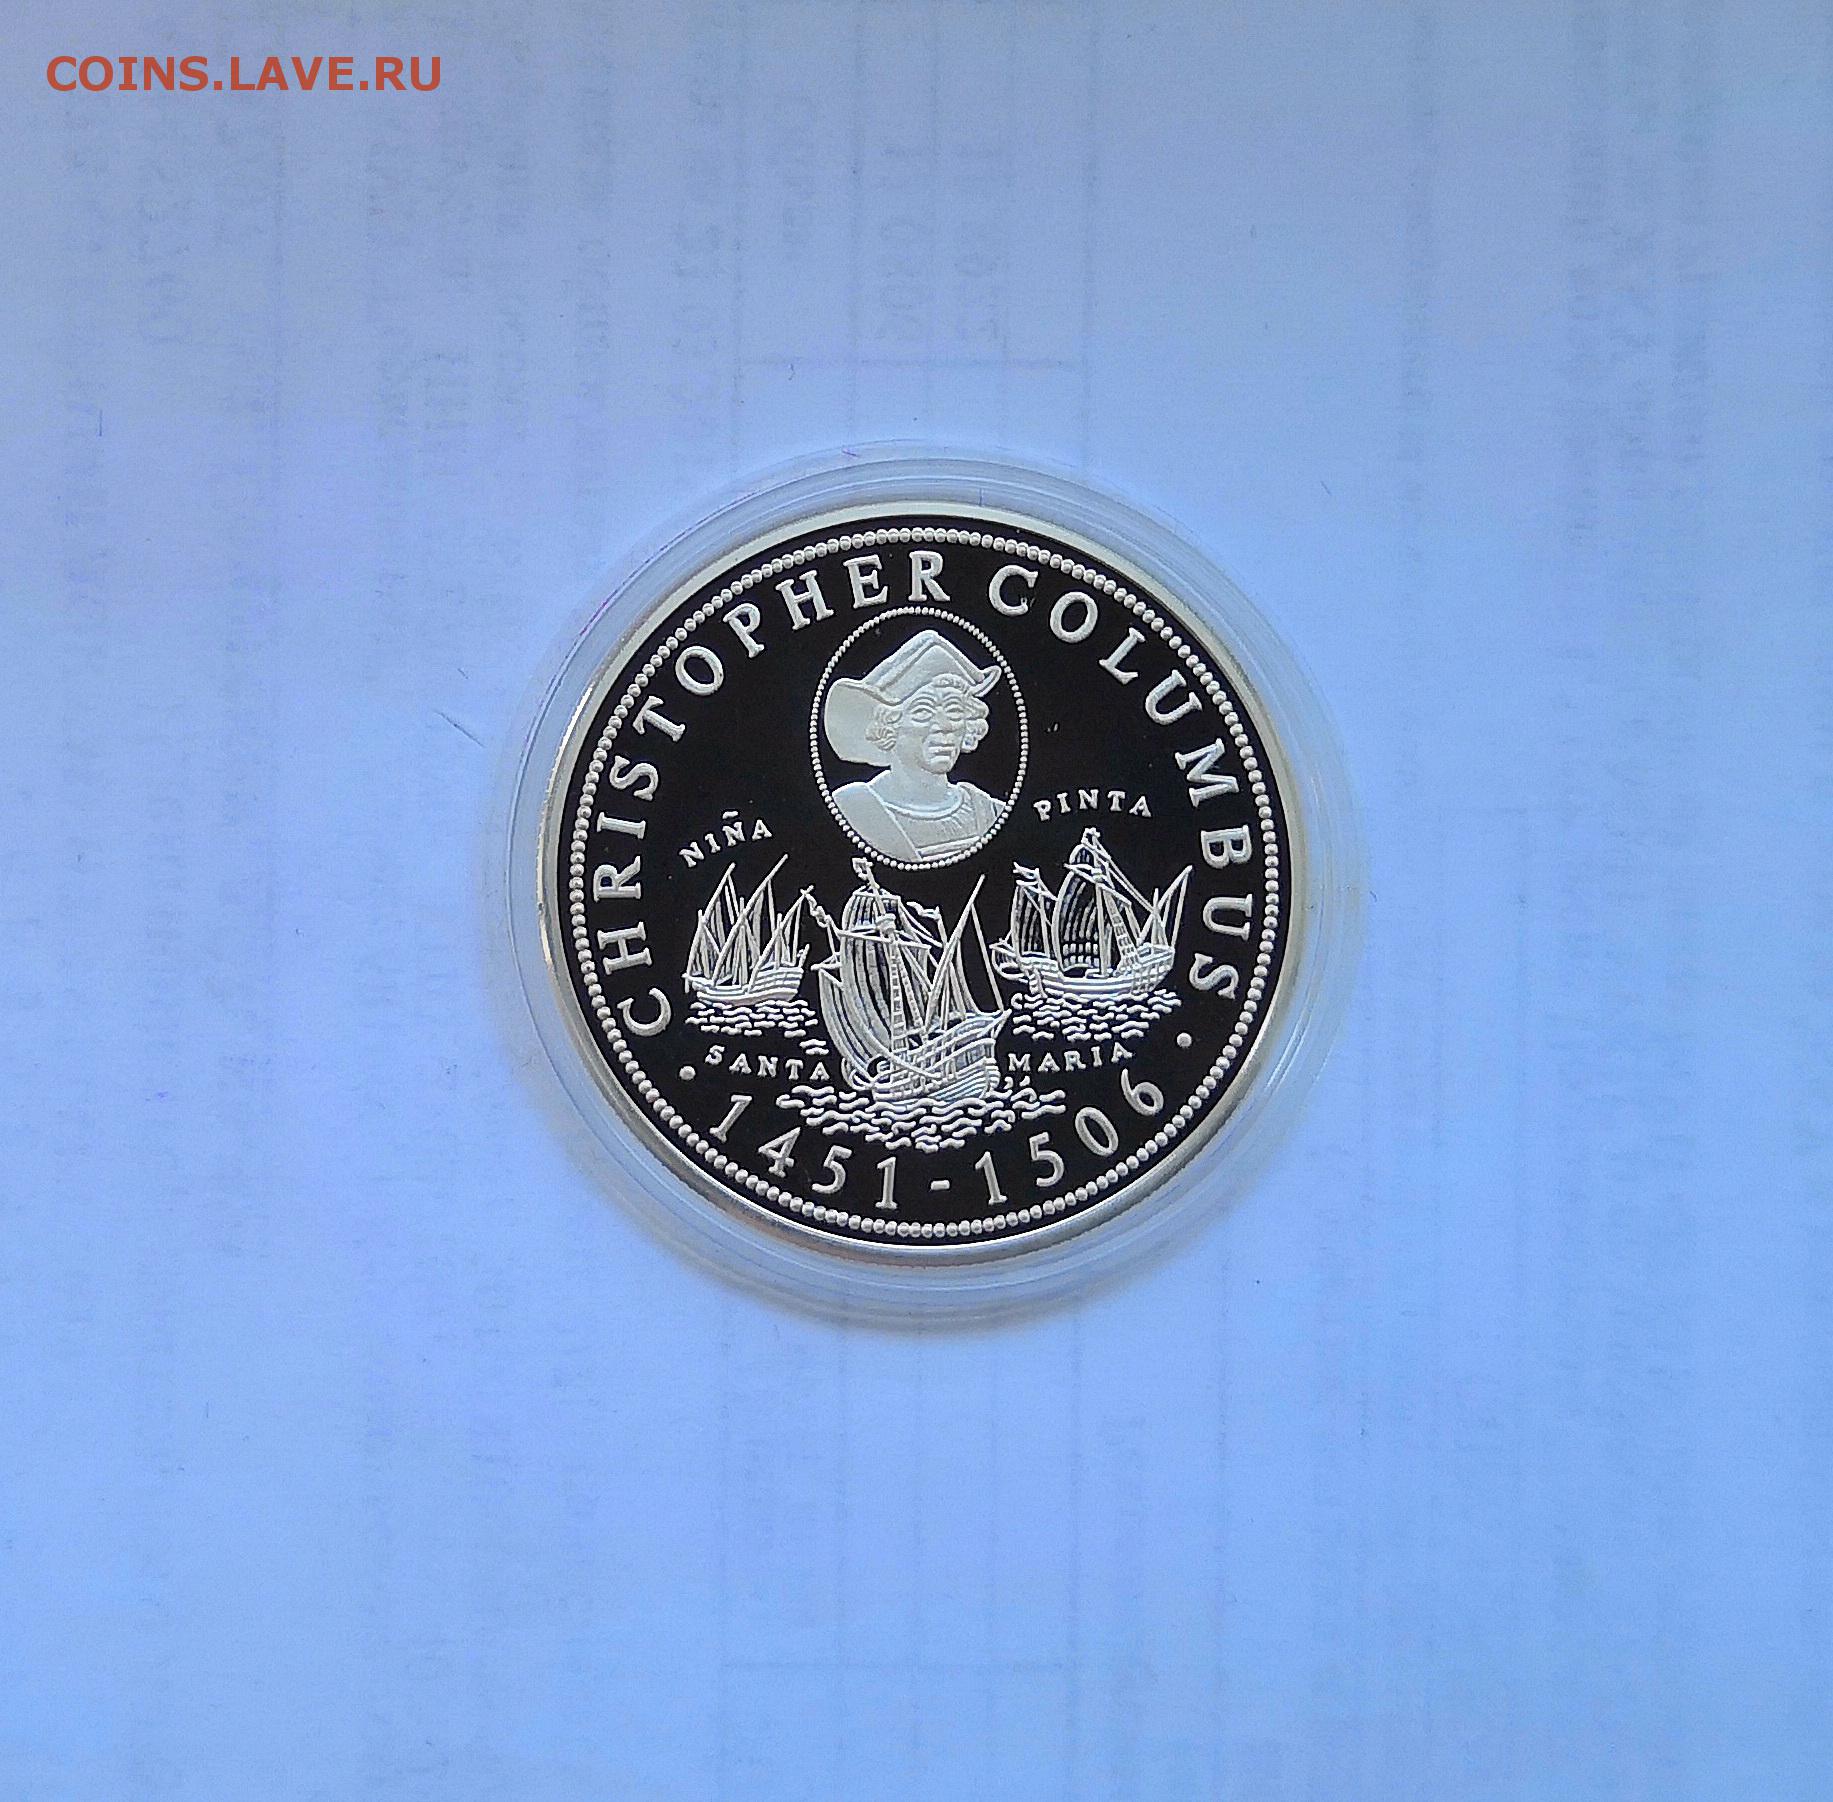 COINS.LAVE.RU
CHRISTOPHER COLUMBUS
NIÑA
PINTA
SANTA MARIA
· 1451-1506 ·